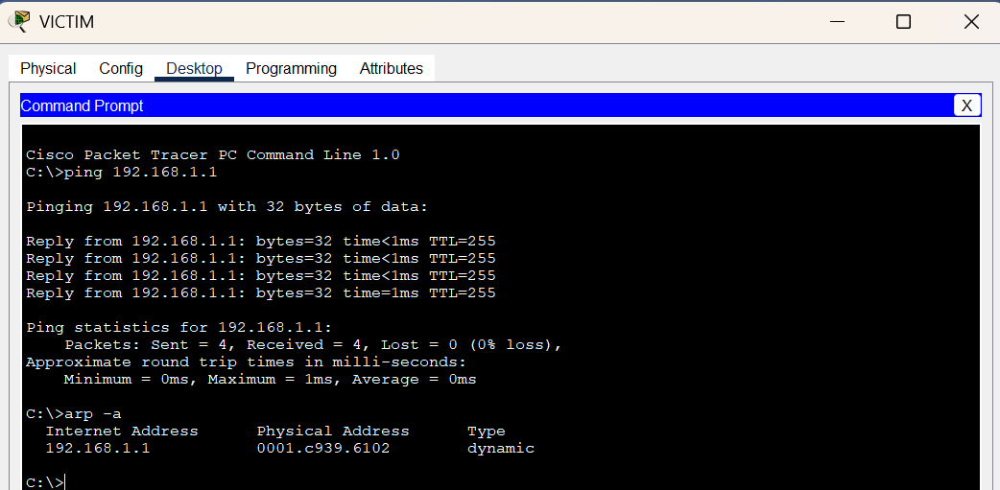 VICTIM
Physical Config Desktop Programming Attributes
Command Prompt X
Cisco Packet Tracer PC Command Line 1.0
C:\>ping 192.168.1.1
Pinging 192.168.1.1 with 32 bytes of data:
Reply from 192.168.1.1: bytes=32 time<1ms TTL=255
Reply from 192.168.1.1: bytes=32 time<1ms TTL=255
Reply from 192.168.1.1: bytes=32 time<1ms TTL=255
Reply from 192.168.1.1: bytes=32 time=1ms TTL=255
Ping statistics for 192.168.1.1:
Packets: Sent = 4, Received = 4, Lost = 0 (0% loss),
Approximate round trip times in milli-seconds:
Minimum = 0ms, Maximum = 1ms, Average = 0ms
C:\>arp -a
Internet Address Physical Address Type
192.168.1.1 0001.c939.6102 dynamic
C:\>